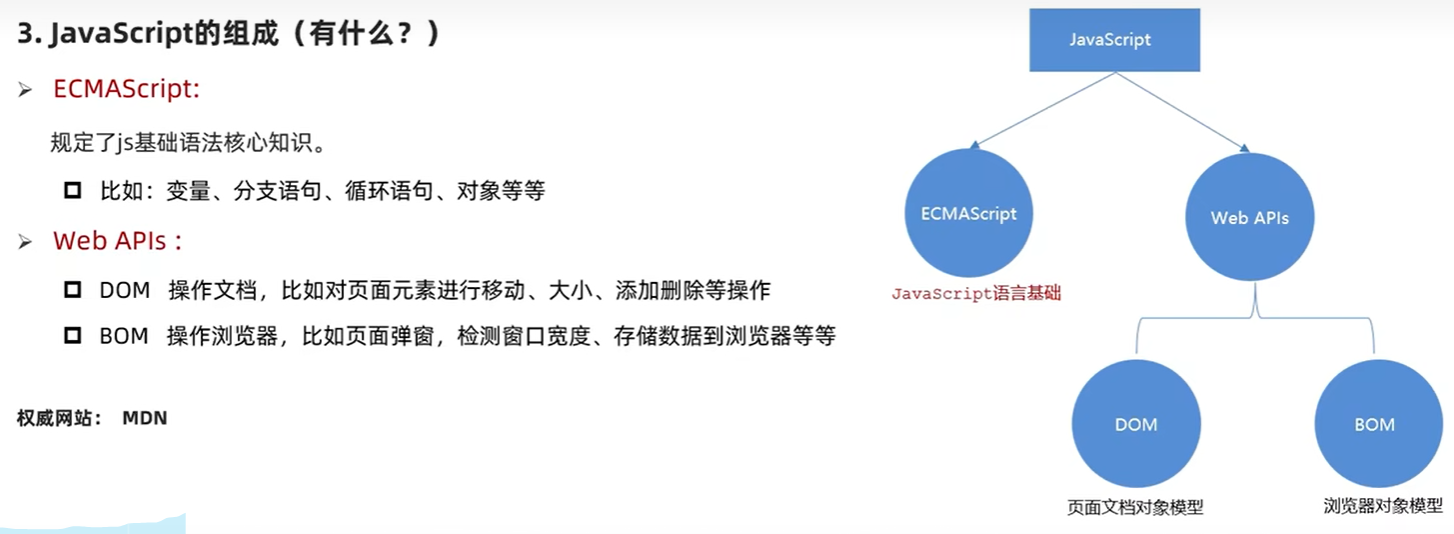 3. JavaScript的组成（有什么？）
ECMAScript:
规定了js基础语法核心知识。
比如：变量、分支语句、循环语句、对象等等
Web APIs :
DOM 操作文档，比如对页面元素进行移动、大小、添加删除等操作
BOM 操作浏览器，比如页面弹窗，检测窗口宽度、存储数据到浏览器等等
权威网站： MDN
JavaScript
ECMAScript
Web APIs
JavaScript语言基础
DOM
BOM
页面文档对象模型
浏览器对象模型